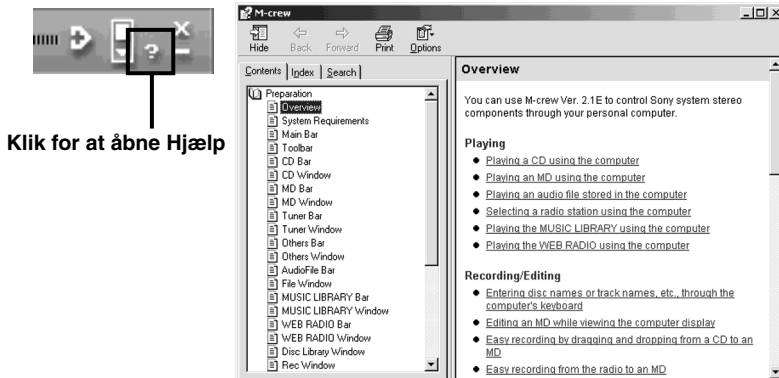 ?
Klik for at åbne Hjælp
M-crew
Hide Back Forward Print Options
Contents Index Search
Preparation
Overview
System Requirements
Main Bar
Toolbar
CD Bar
CD Window
MD Bar
MD Window
Tuner Bar
Tuner Window
Others Bar
Others Window
AudioFile Bar
File Window
MUSIC LIBRARY Bar
MUSIC LIBRARY Window
WEB RADIO Bar
WEB RADIO Window
Disc Library Window
Rec Window
Overview
You can use M-crew Ver. 2.1E to control Sony system stereo
components through your personal computer.
Playing
Playing a CD using the computer
Playing an MD using the computer
Playing an audio file stored in the computer
Selecting a radio station using the computer
Playing the MUSIC LIBRARY using the computer
Playing the WEB RADIO using the computer
Recording/Editing
Entering disc names or track names, etc., through the
computer's keyboard
Editing an MD while viewing the computer display
Easy recording by dragging and dropping from a CD to an
MD
Easy recording from the radio to an MD